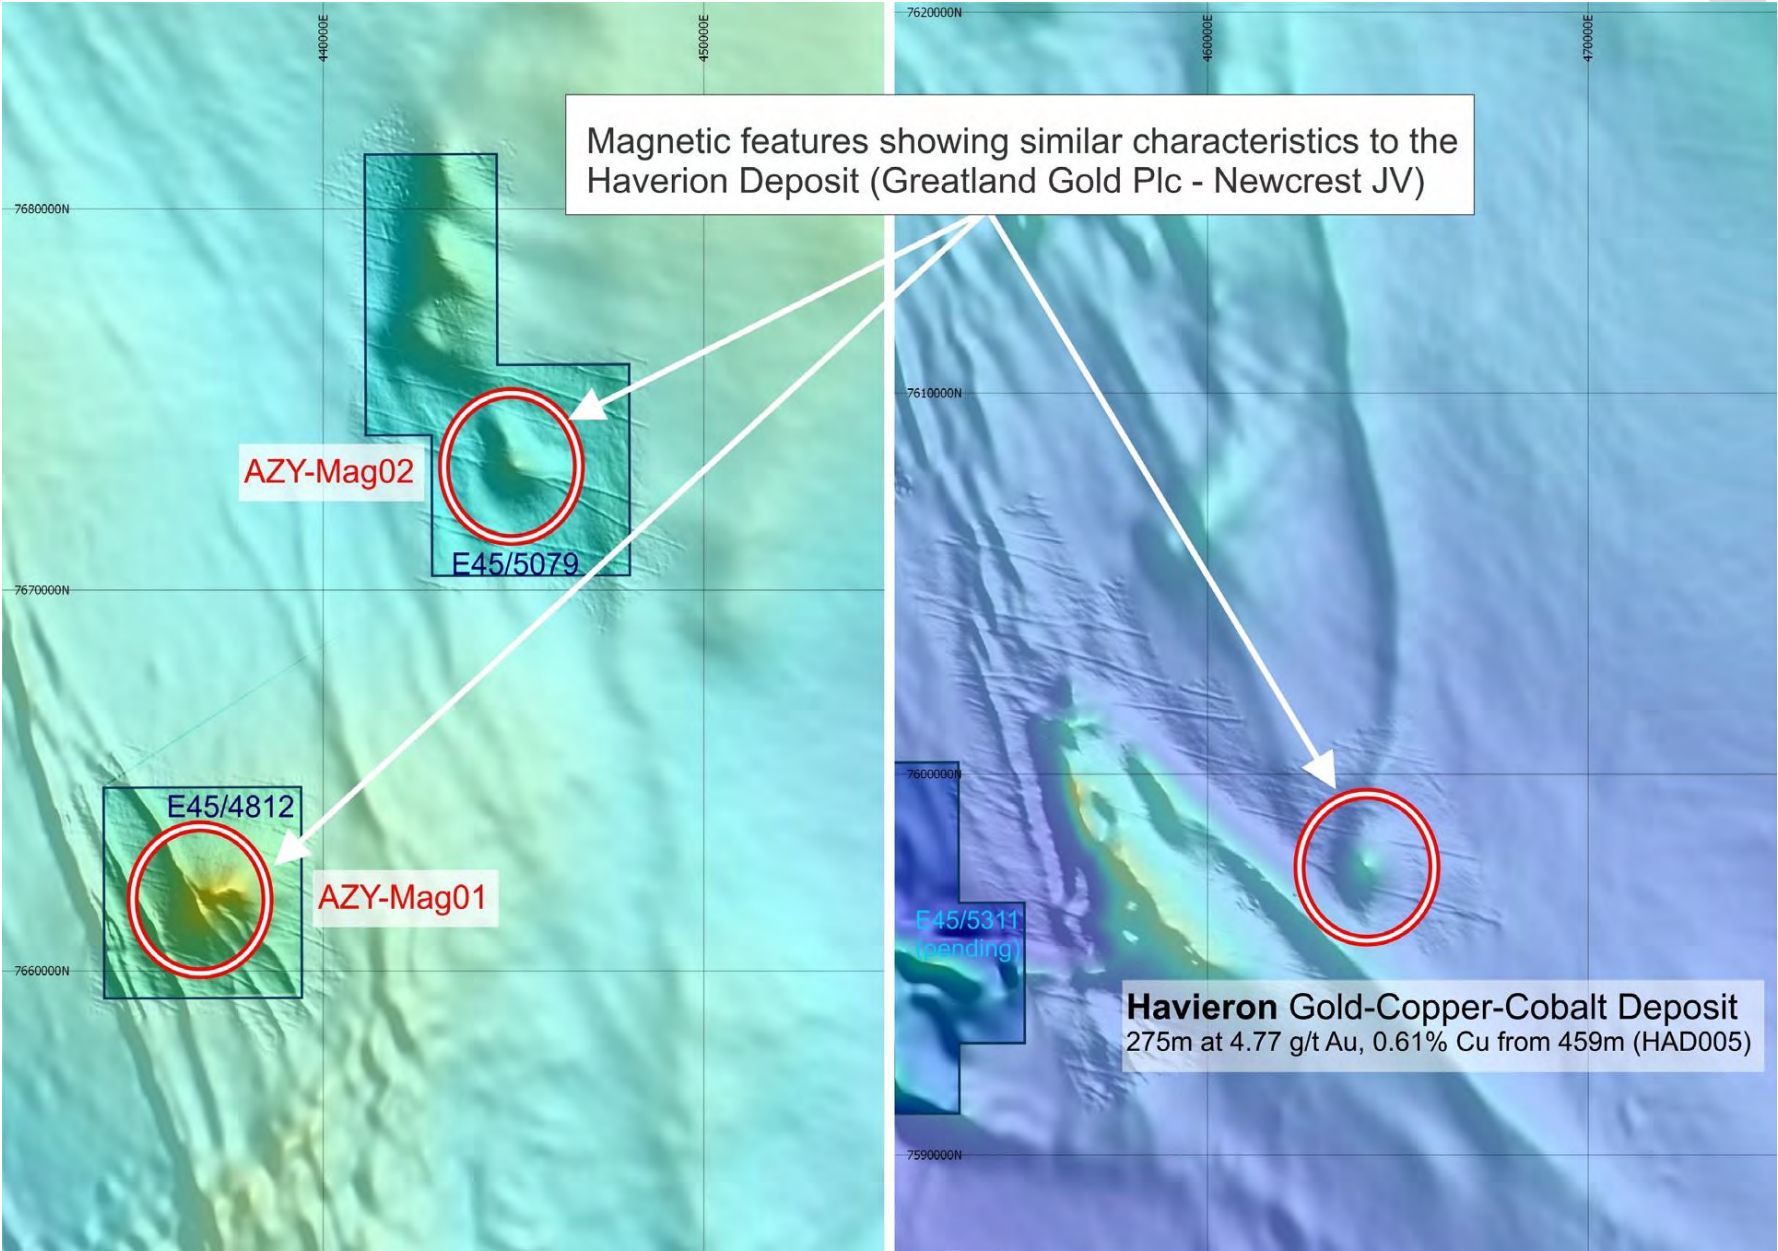 440000E
450000E
7620000N
460000E
470000E
Magnetic features showing similar characteristics to the
Haverion Deposit (Greatland Gold Plc - Newcrest JV)
7680000N
7610000N
AZY-Mag02
E45/5079
7670000N
7600000N
E45/4812
AZY-Mag01
E45/5311
(pending)
7660000N
Havieron Gold-Copper-Cobalt Deposit
275m at 4.77 g/t Au, 0.61% Cu from 459m (HAD005)
7590000N